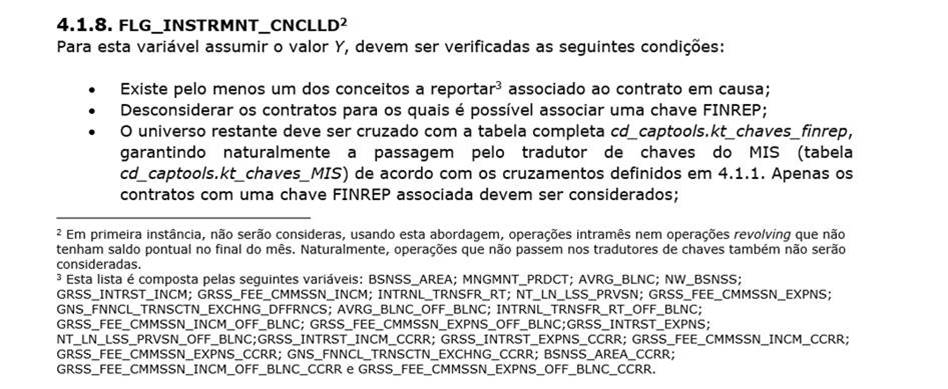 4.1.8. FLG_INSTRMNT_CNCLLD²
Para esta variável assumir o valor Y, devem ser verificadas as seguintes condições:
• Existe pelo menos um dos conceitos a reportar³ associado ao contrato em causa;
• Desconsiderar os contratos para os quais é possível associar uma chave FINREP;
• O universo restante deve ser cruzado com a tabela completa cd_captools.kt_chaves_finrep,
garantindo naturalmente a passagem pelo tradutor de chaves do MIS (tabela
cd_captools.kt_chaves_MIS) de acordo com os cruzamentos definidos em 4.1.1. Apenas os
contratos com uma chave FINREP associada devem ser considerados;
² Em primeira instância, não serão consideras, usando esta abordagem, operações intramês nem operações revolving que não
tenham saldo pontual no final do mês. Naturalmente, operações que não passem nos tradutores de chaves também não serão
consideradas.
³ Esta lista é composta pelas seguintes variáveis: BSNSS_AREA; MNGMNT_PRDCT; AVRG_BLNC; NW_BSNSS;
GRSS_INTRST_INCM; GRSS_FEE_CMMSSN_INCM; INTRNL_TRNSFR_RT; NT_LN_LSS_PRVSN; GRSS_FEE_CMMSSN_EXPNS;
GNS_FNNCL_TRNSCTN_EXCHNG_DFFRNCS; AVRG_BLNC_OFF_BLNC; INTRNL_TRNSFR_RT_OFF_BLNC;
GRSS_FEE_CMMSSN_INCM_OFF_BLNC; GRSS_FEE_CMMSSN_EXPNS_OFF_BLNC;GRSS_INTRST_EXPNS;
NT_LN_LSS_PRVSN_OFF_BLNC;GRSS_INTRST_INCM_CCRR; GRSS_INTRST_EXPNS_CCRR; GRSS_FEE_CMMSSN_INCM_CCRR;
GRSS_FEE_CMMSSN_EXPNS_CCRR; GNS_FNNCL_TRNSCTN_EXCHNG_CCRR; BSNSS_AREA_CCRR;
GRSS_FEE_CMMSSN_INCM_OFF_BLNC_CCRR e GRSS_FEE_CMMSSN_EXPNS_OFF_BLNC_CCRR.